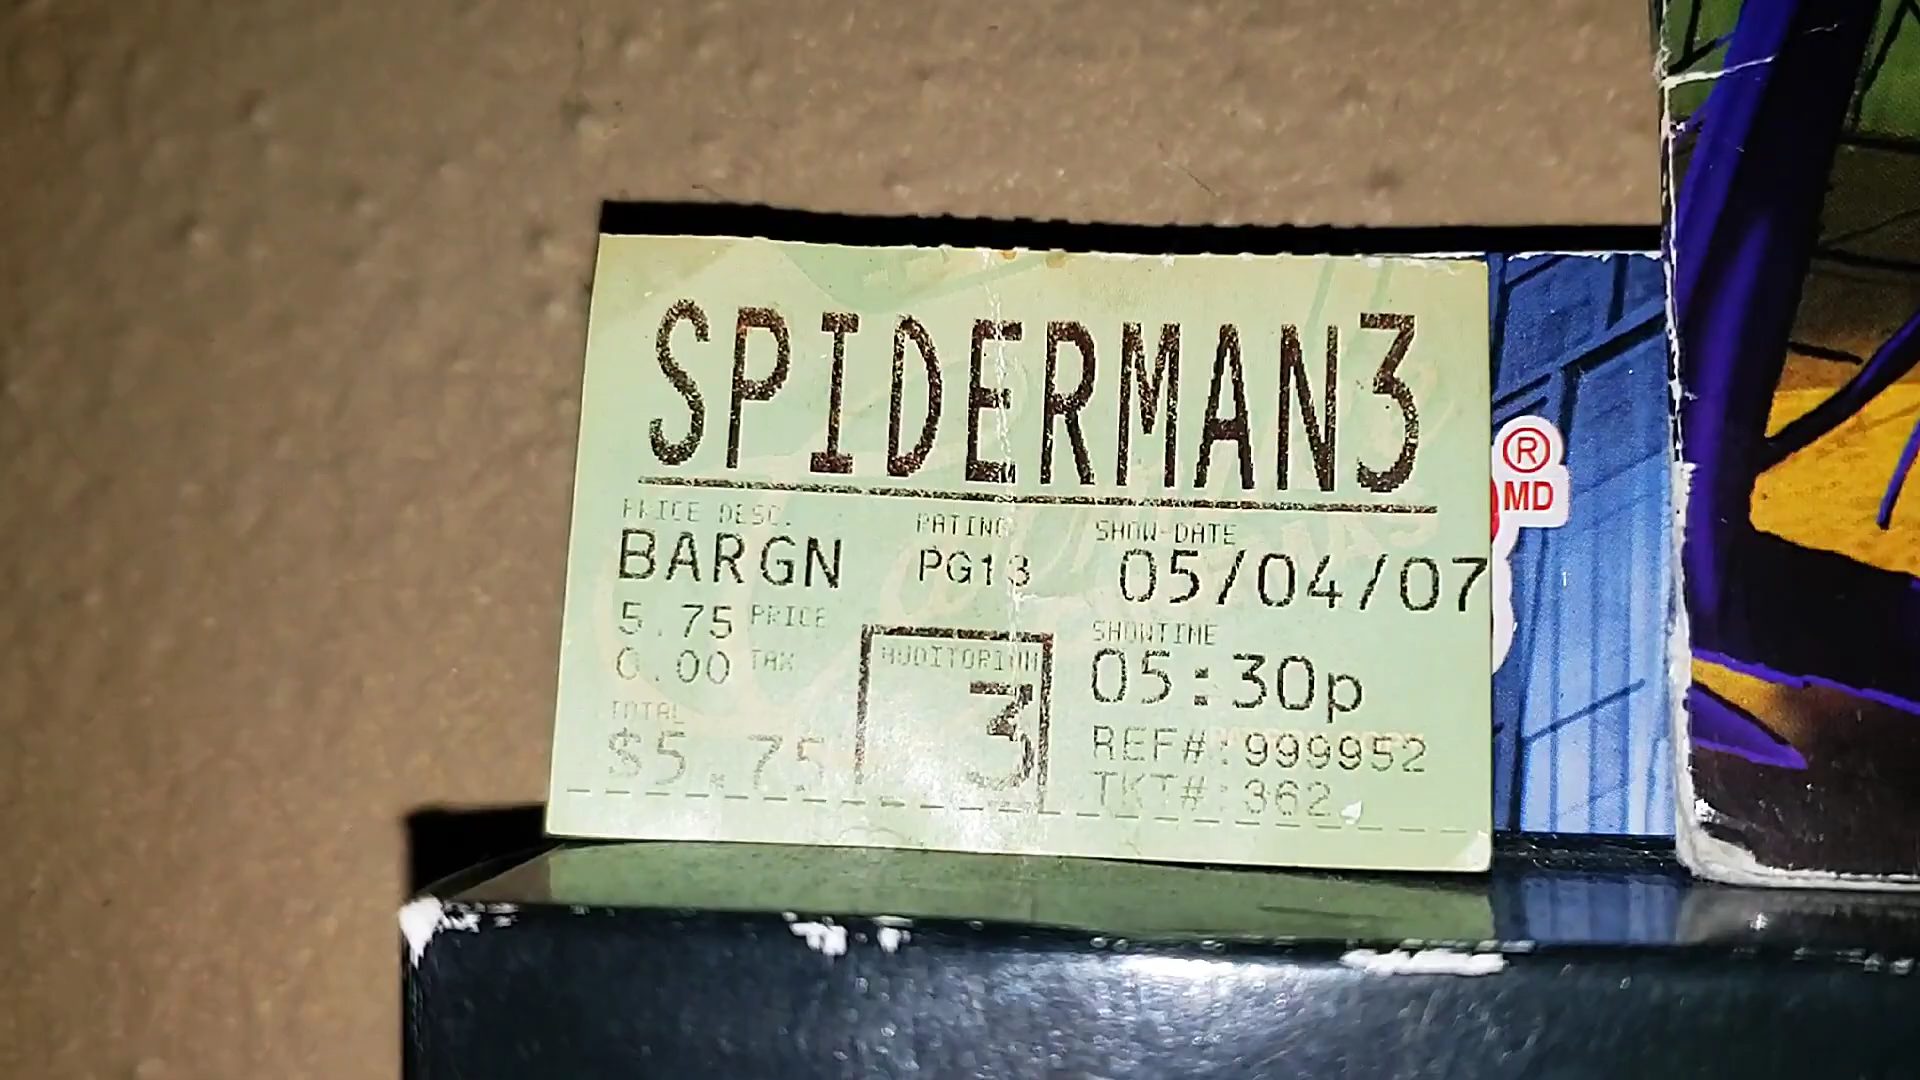 SPIDERMAN3
PRICE DESC. RATING SHOW-DATE
BARGN PG13 05/04/07
5.75 PRICE SHOWTIME
0.00 TAX AUDITORIUM 05:30p
TOTAL 3 REF#:999952
$5.75 TKT#:362
®
MD